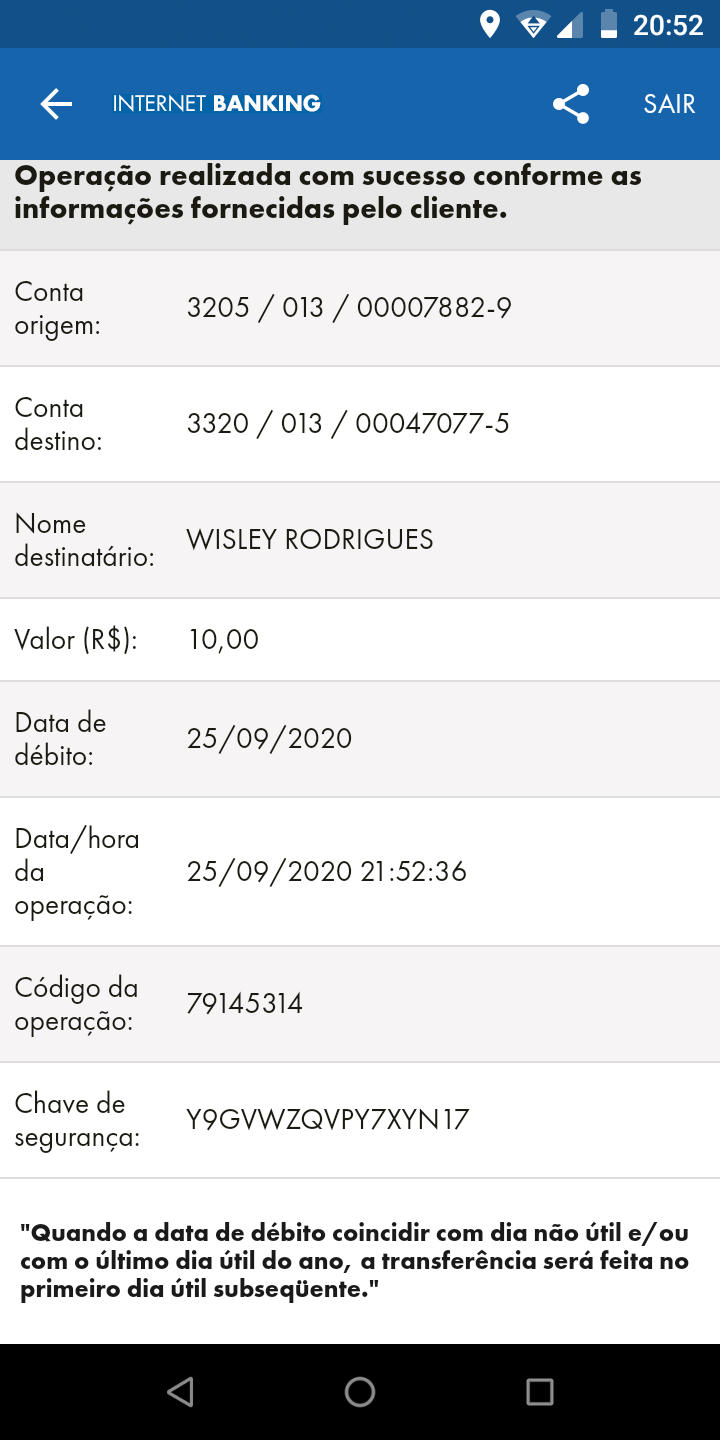 20:52
INTERNET BANKING
SAIR
Operação realizada com sucesso conforme as
informações fornecidas pelo cliente.
Conta
origem:
3205 / 013 / 00007882-9
Conta
destino:
3320 / 013 / 00047077-5
Nome
destinatário:
WISLEY RODRIGUES
Valor (R$):
10,00
Data de
débito:
25/09/2020
Data/hora
da
operação:
25/09/2020 21:52:36
Código da
operação:
79145314
Chave de
segurança:
Y9GVWZQVPY7XYN17
"Quando a data de débito coincidir com dia não útil e/ou
com o último dia útil do ano, a transferência será feita no
primeiro dia útil subseqüente."